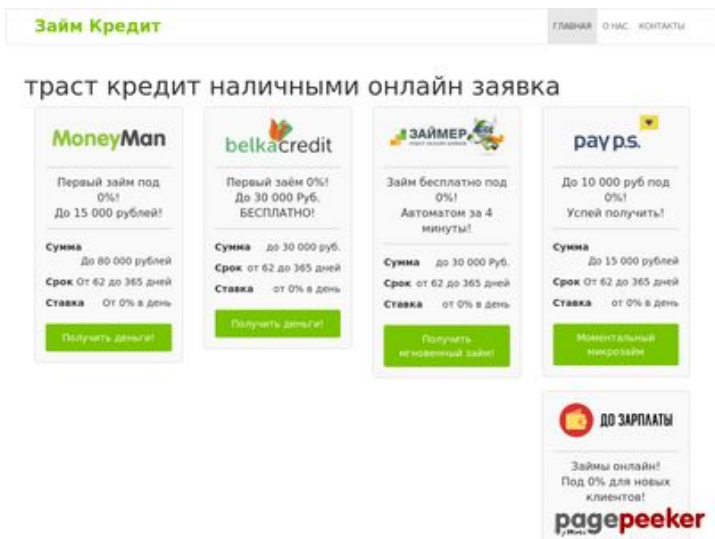 Займ Кредит
ГЛАВНАЯ О НАС КОНТАКТЫ
траст кредит наличными онлайн заявка
MoneyMan
Первый займ под
0%!
До 15 000 рублей!
Сумма
До 80 000 рублей
Срок От 62 до 365 дней
Ставка От 0% в день
Получить деньги!
belkacredit
Первый заём 0%!
До 30 000 Руб.
БЕСПЛАТНО!
Сумма до 30 000 руб.
Срок от 62 до 365 дней
Ставка от 0% в день
Получить деньги!
ЗАЙМЕР
Займ бесплатно под
0%!
Автоматом за 4
минуты!
Сумма до 30 000 Руб.
Срок от 62 до 365 дней
Ставка от 0% в день
Получить
мгновенный займ!
pay p.s.
До 10 000 руб под
0%!
Успей получить!
Сумма
До 15 000 рублей
Срок От 62 до 365 дней
Ставка от 0% в день
Моментальный
микрозайм
ДО ЗАРПЛАТЫ
Займы онлайн!
Под 0% для новых
клиентов!
pagepeeker